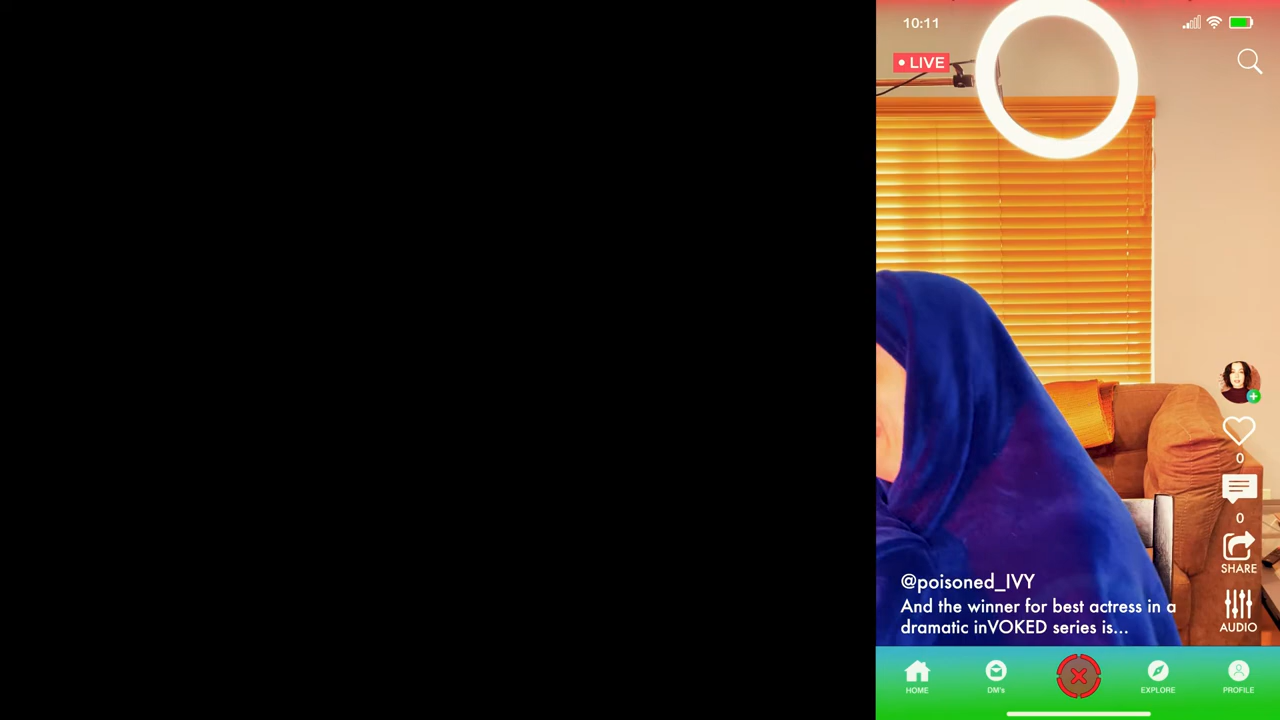 10:11
LIVE
0
0
SHARE
@poisoned_IVY
And the winner for best actress in a
dramatic inVOKED series is...
AUDIO
HOME
DM's
EXPLORE
PROFILE